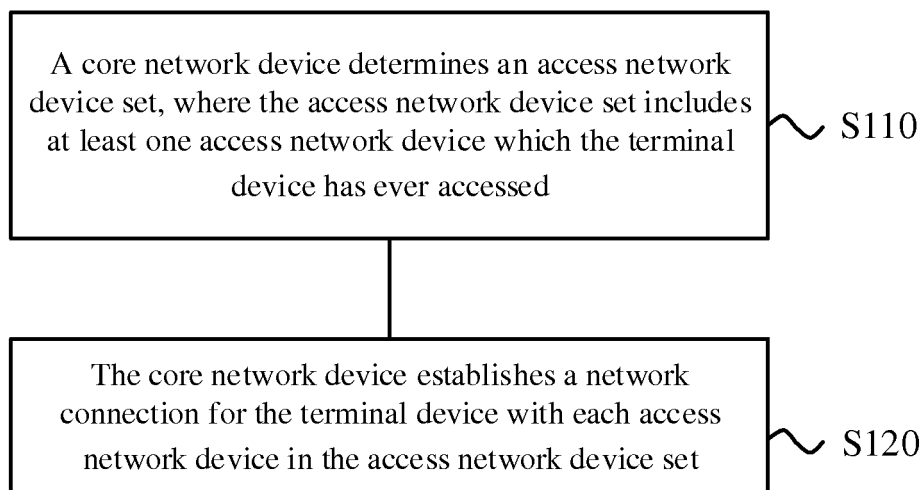 A core network device determines an access network
device set, where the access network device set includes
at least one access network device which the terminal
device has ever accessed
S110
The core network device establishes a network
connection for the terminal device with each access
network device in the access network device set
S120